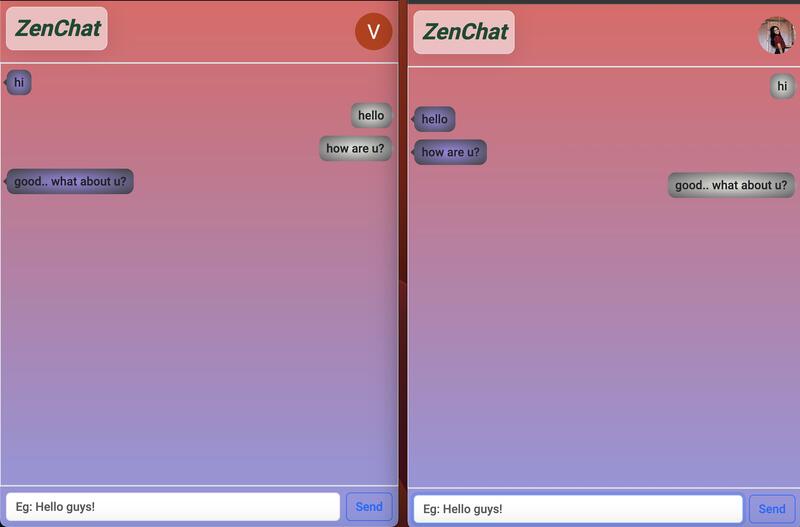 ZenChat
V
hi
hello
how are u?
good.. what about u?
Eg: Hello guys!
Send
ZenChat
hi
hello
how are u?
good.. what about u?
Eg: Hello guys!
Send